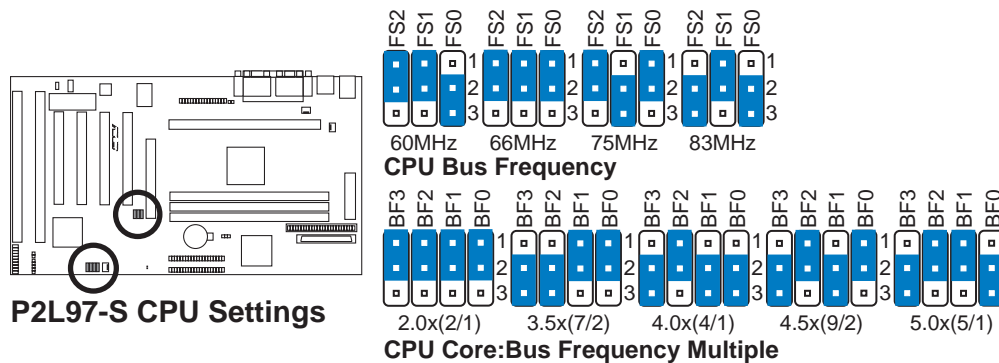 FS2 FS1 FS0 FS2 FS1 FS0 FS2 FS1 FS0 FS2 FS1 FS0
1 1 1 1
2 2 2 2
3 3 3 3
60MHz 66MHz 75MHz 83MHz
CPU Bus Frequency
BF3 BF2 BF1 BF0 BF3 BF2 BF1 BF0 BF3 BF2 BF1 BF0 BF3 BF2 BF1 BF0 BF3 BF2 BF1 BF0
1 1 1 1
2 2 2 2
3 3 3 3
2.0x(2/1) 3.5x(7/2) 4.0x(4/1) 4.5x(9/2) 5.0x(5/1)
CPU Core:Bus Frequency Multiple
P2L97-S CPU Settings